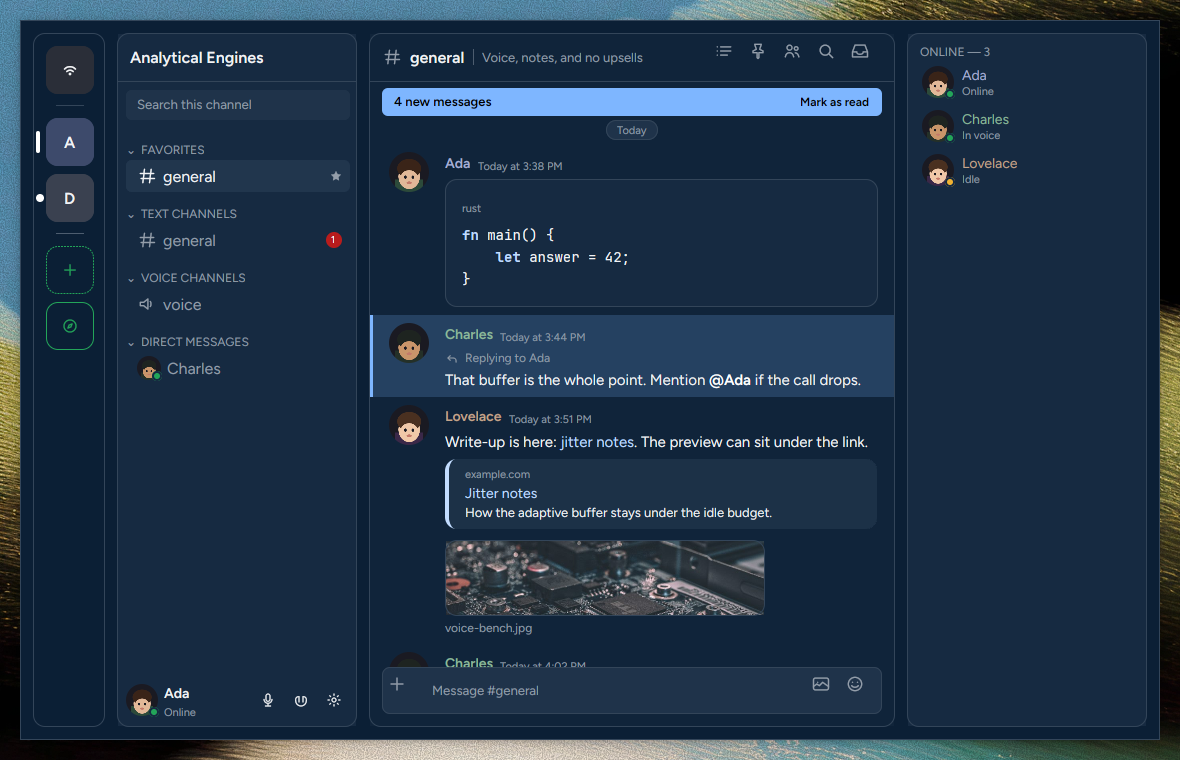 A
D
Analytical Engines
Search this channel
FAVORITES
# general
TEXT CHANNELS
# general
1
VOICE CHANNELS
voice
DIRECT MESSAGES
Charles
Ada
Online
# general
Voice, notes, and no upsells
4 new messages
Mark as read
Today
Ada Today at 3:38 PM
rust
fn main() {
    let answer = 42;
}
Charles Today at 3:44 PM
Replying to Ada
That buffer is the whole point. Mention @Ada if the call drops.
Lovelace Today at 3:51 PM
Write-up is here: jitter notes. The preview can sit under the link.
example.com
Jitter notes
How the adaptive buffer stays under the idle budget.
voice-bench.jpg
Charles Today at 4:02 PM
Message #general
ONLINE — 3
Ada
Online
Charles
In voice
Lovelace
Idle